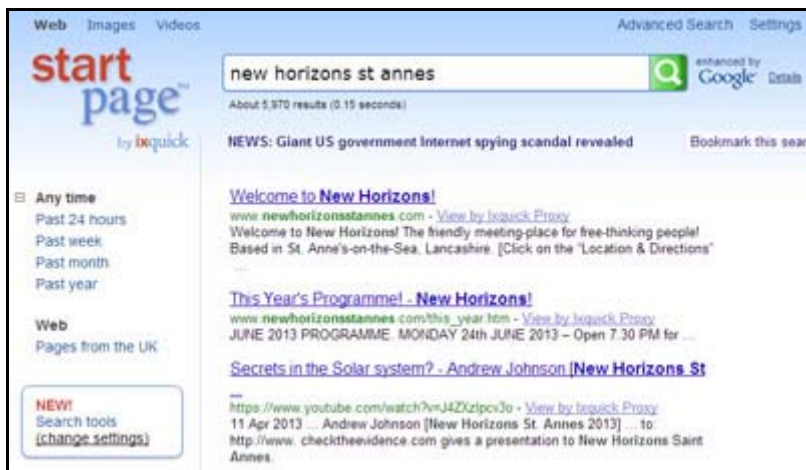 Web Images Videos
Advanced Search Settings
start
page™
by ixquick
new horizons st annes
enhanced by
Google Details
About 5,970 results (0.15 seconds)
NEWS: Giant US government Internet spying scandal revealed
Bookmark this sear
Any time
Past 24 hours
Past week
Past month
Past year
Web
Pages from the UK
NEW!
Search tools
(change settings)
Welcome to New Horizons!
www.newhorizonsstannes.com - View by Ixquick Proxy
Welcome to New Horizons! The friendly meeting-place for free-thinking people!
Based in St. Anne's-on-the-Sea, Lancashire. [Click on the "Location & Directions"
...
This Year's Programme! - New Horizons!
www.newhorizonsstannes.com/this_year.htm - View by Ixquick Proxy
JUNE 2013 PROGRAMME. MONDAY 24th JUNE 2013 – Open 7.30 PM for ...
Secrets in the Solar system? - Andrew Johnson [New Horizons St
...
https://www.youtube.com/watch?v=J4ZXzlpcv3o - View by Ixquick Proxy
11 Apr 2013 ... Andrew Johnson [New Horizons St. Annes 2013] ... to:
http://www. checktheevidence.com gives a presentation to New Horizons Saint
Annes.